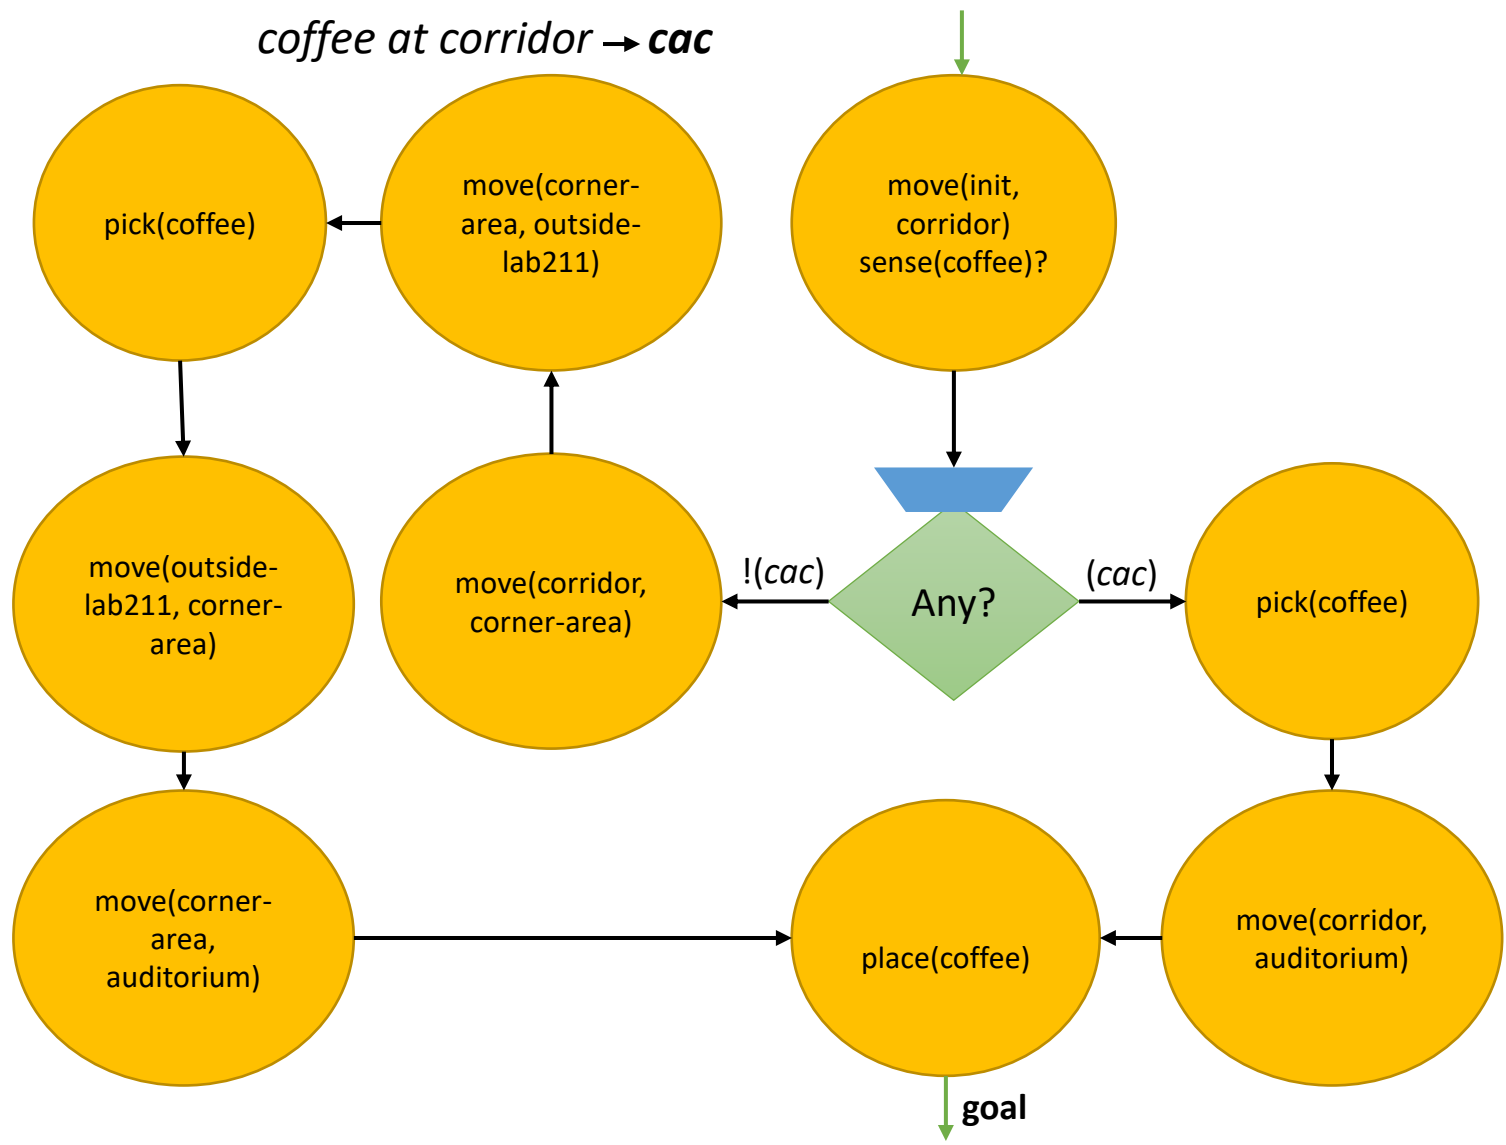 coffee at corridor → cac
move(init,
corridor)
sense(coffee)?
move(corner-
area, outside-
lab211)
pick(coffee)
move(outside-
lab211, corner-
area)
move(corridor,
corner-area)
!(cac)
Any?
(cac)
pick(coffee)
move(corner-
area,
auditorium)
place(coffee)
move(corridor,
auditorium)
goal